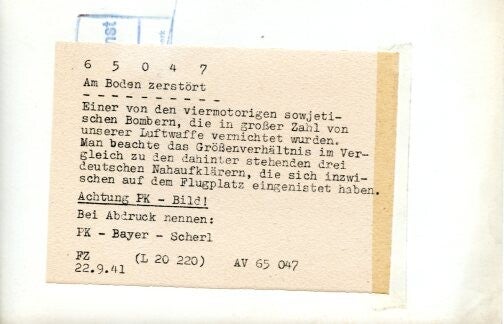 6 5 0 4 7
Am Boden zerstört
- - - - - - - - - - -
Einer von den viermotorigen sowjeti-
schen Bombern, die in großer Zahl von
unserer Luftwaffe vernichtet wurden.
Man beachte das Größenverhältnis im Ver-
gleich zu den dahinter stehenden drei
deutschen Nahaufklärern, die sich inzwi-
schen auf dem Flugplatz eingenistet haben.
Achtung PK - Bild!
Bei Abdruck nennen:
PK - Bayer - Scherl
FZ (L 20 220) AV 65 047
22.9.41